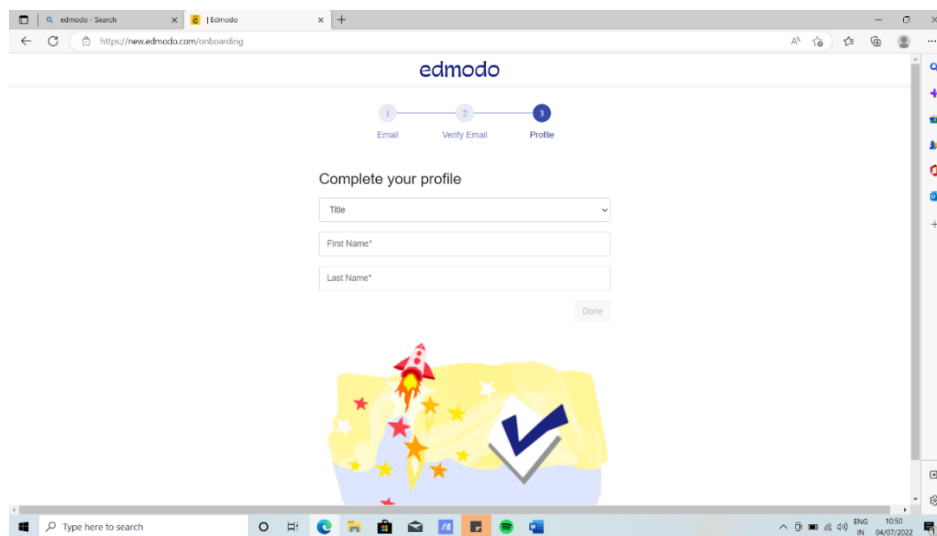 edmodo - Search
| Edmodo
https://new.edmodo.com/onboarding
edmodo
1 2 3
Email Verify Email Profile
Complete your profile
Title
First Name*
Last Name*
Done
Type here to search
ENG 10:50
IN 04/07/2022